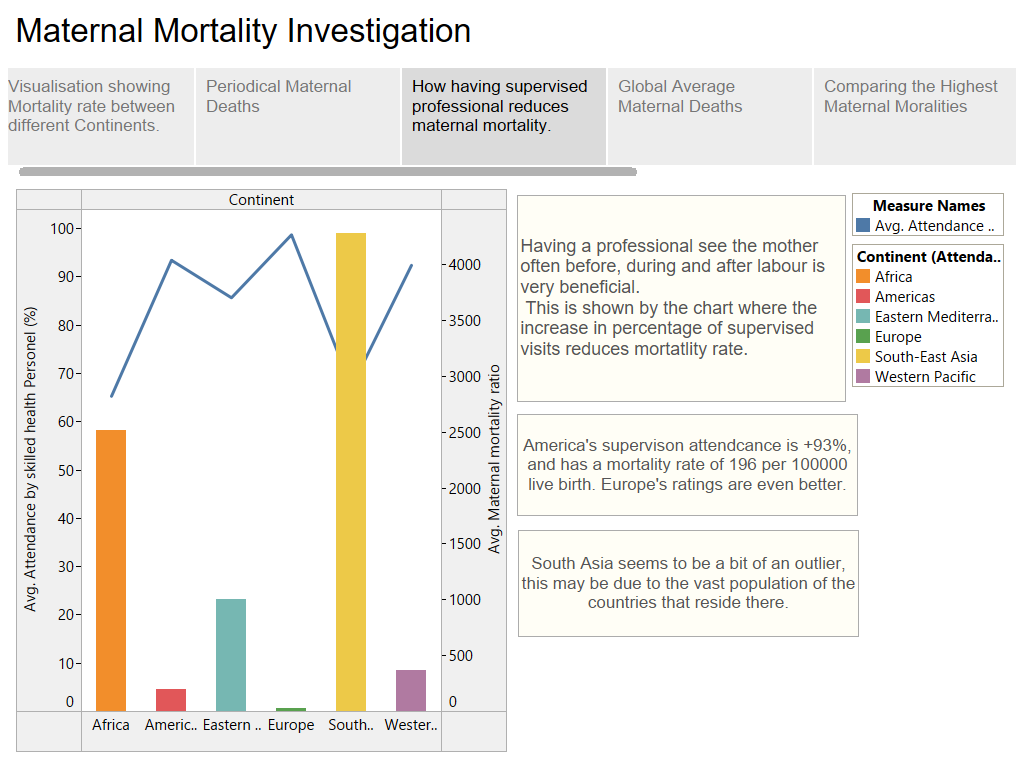 Maternal Mortality Investigation
Visualisation showing
Mortality rate between
different Continents.
Periodical Maternal
Deaths
How having supervised
professional reduces
maternal mortality.
Global Average
Maternal Deaths
Comparing the Highest
Maternal Moralities
Continent
Avg. Attendance by skilled health Personel (%)
100
90
80
70
60
50
40
30
20
10
0
4000
3500
3000
2500
2000
1500
1000
500
0
Avg. Maternal mortality ratio
Africa
Americ..
Eastern ..
Europe
South..
Wester..
Having a professional see the mother
often before, during and after labour is
very beneficial.
This is shown by the chart where the
increase in percentage of supervised
visits reduces mortatlity rate.
America's supervison attendcance is +93%,
and has a mortality rate of 196 per 100000
live birth. Europe's ratings are even better.
South Asia seems to be a bit of an outlier,
this may be due to the vast population of the
countries that reside there.
Measure Names
Avg. Attendance ..
Continent (Attenda..
Africa
Americas
Eastern Mediterra..
Europe
South-East Asia
Western Pacific